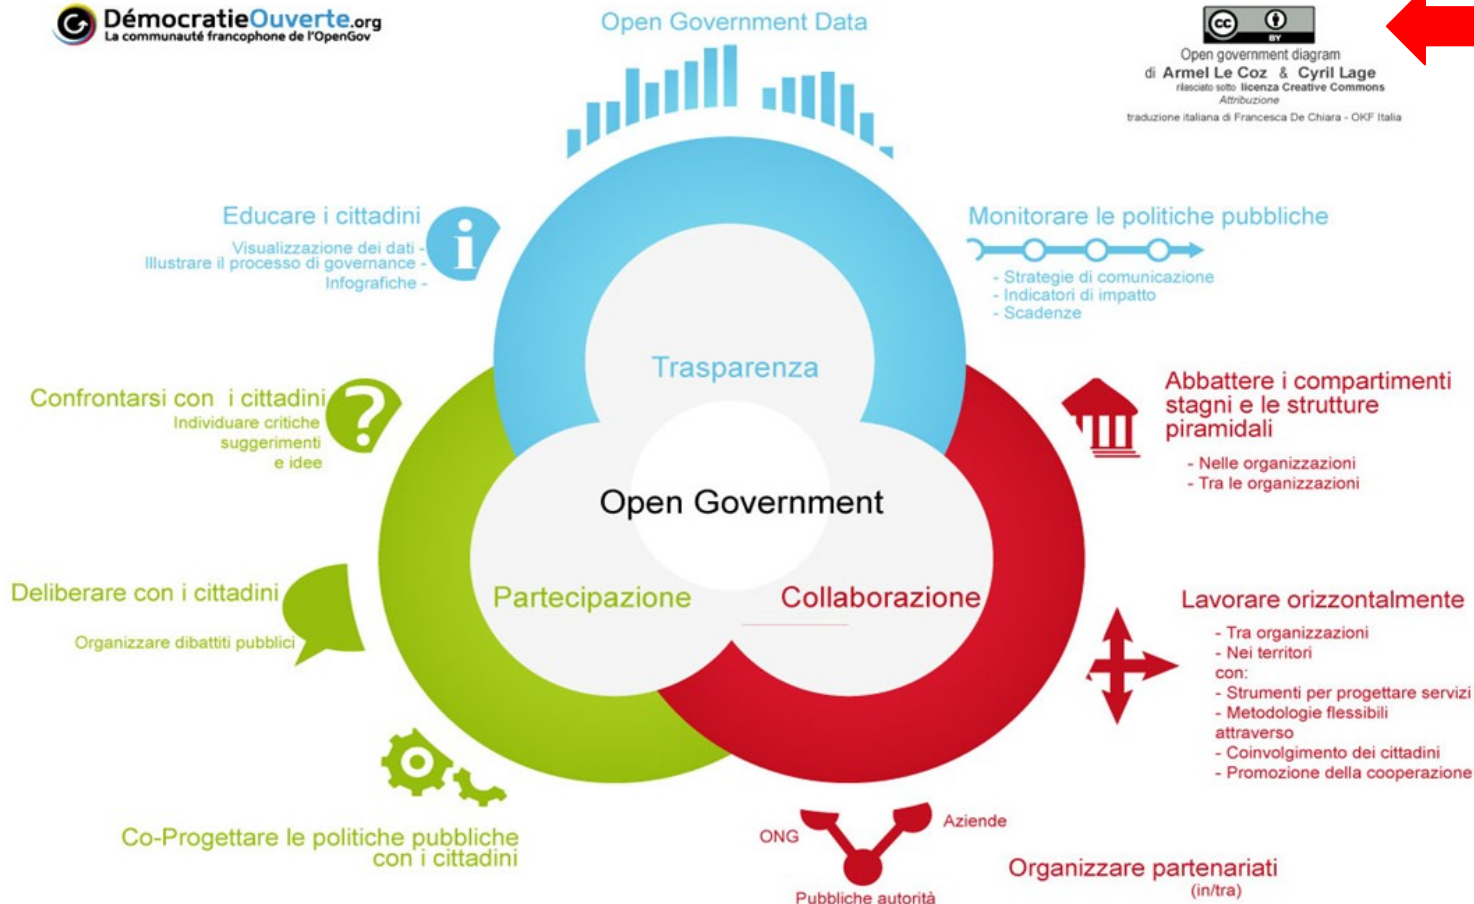 DémocratieOuverte.org
La communauté francophone de l'OpenGov
Open Government Data
cc
BY
Open government diagram
di Armel Le Coz & Cyril Lage
rilasciato sotto licenza Creative Commons
Attribuzione
traduzione italiana di Francesca De Chiara - OKF Italia
Educare i cittadini
Visualizzazione dei dati -
Illustrare il processo di governance -
Infografiche -
i
Monitorare le politiche pubbliche
- Strategie di comunicazione
- Indicatori di impatto
- Scadenze
Trasparenza
Confrontarsi con i cittadini
Individuare critiche
suggerimenti
e idee
?
Abbattere i compartimenti
stagni e le strutture
piramidali
- Nelle organizzazioni
- Tra le organizzazioni
Open Government
Partecipazione
Collaborazione
Deliberare con i cittadini
Organizzare dibattiti pubblici
Lavorare orizzontalmente
- Tra organizzazioni
- Nei territori
con:
- Strumenti per progettare servizi
- Metodologie flessibili
attraverso
- Coinvolgimento dei cittadini
- Promozione della cooperazione
Co-Progettare le politiche pubbliche
con i cittadini
ONG
Aziende
Pubbliche autorità
Organizzare partenariati
(in/tra)